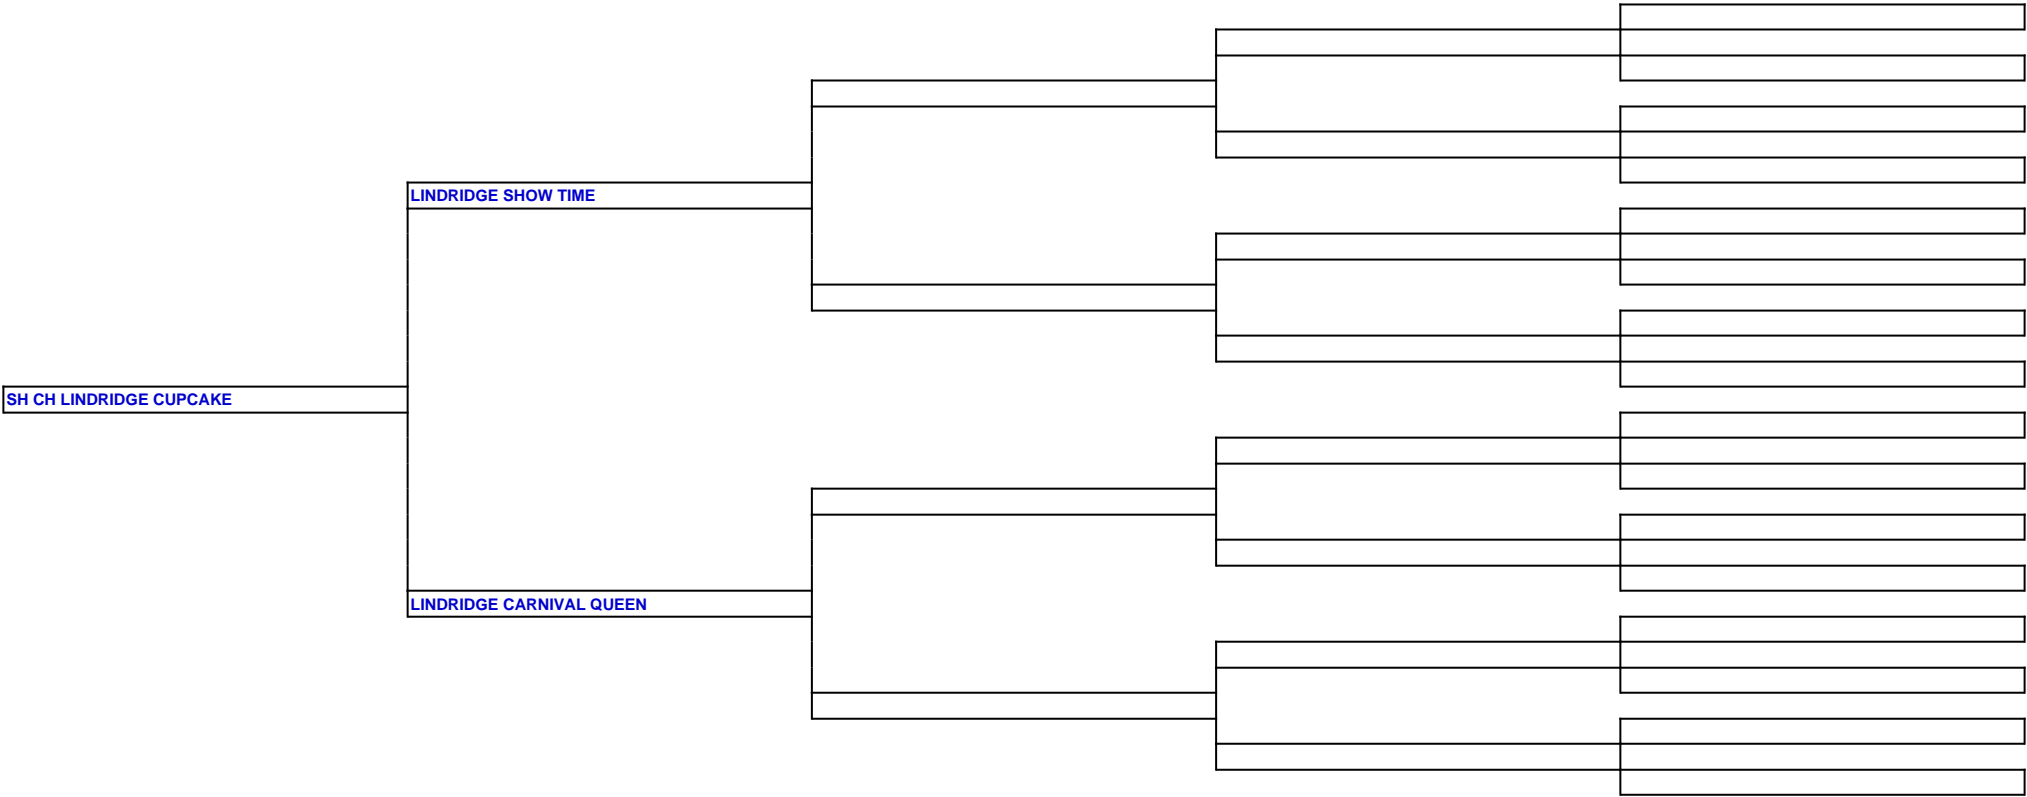 LINDRIDGE SHOW TIME
SH CH LINDRIDGE CUPCAKE
LINDRIDGE CARNIVAL QUEEN